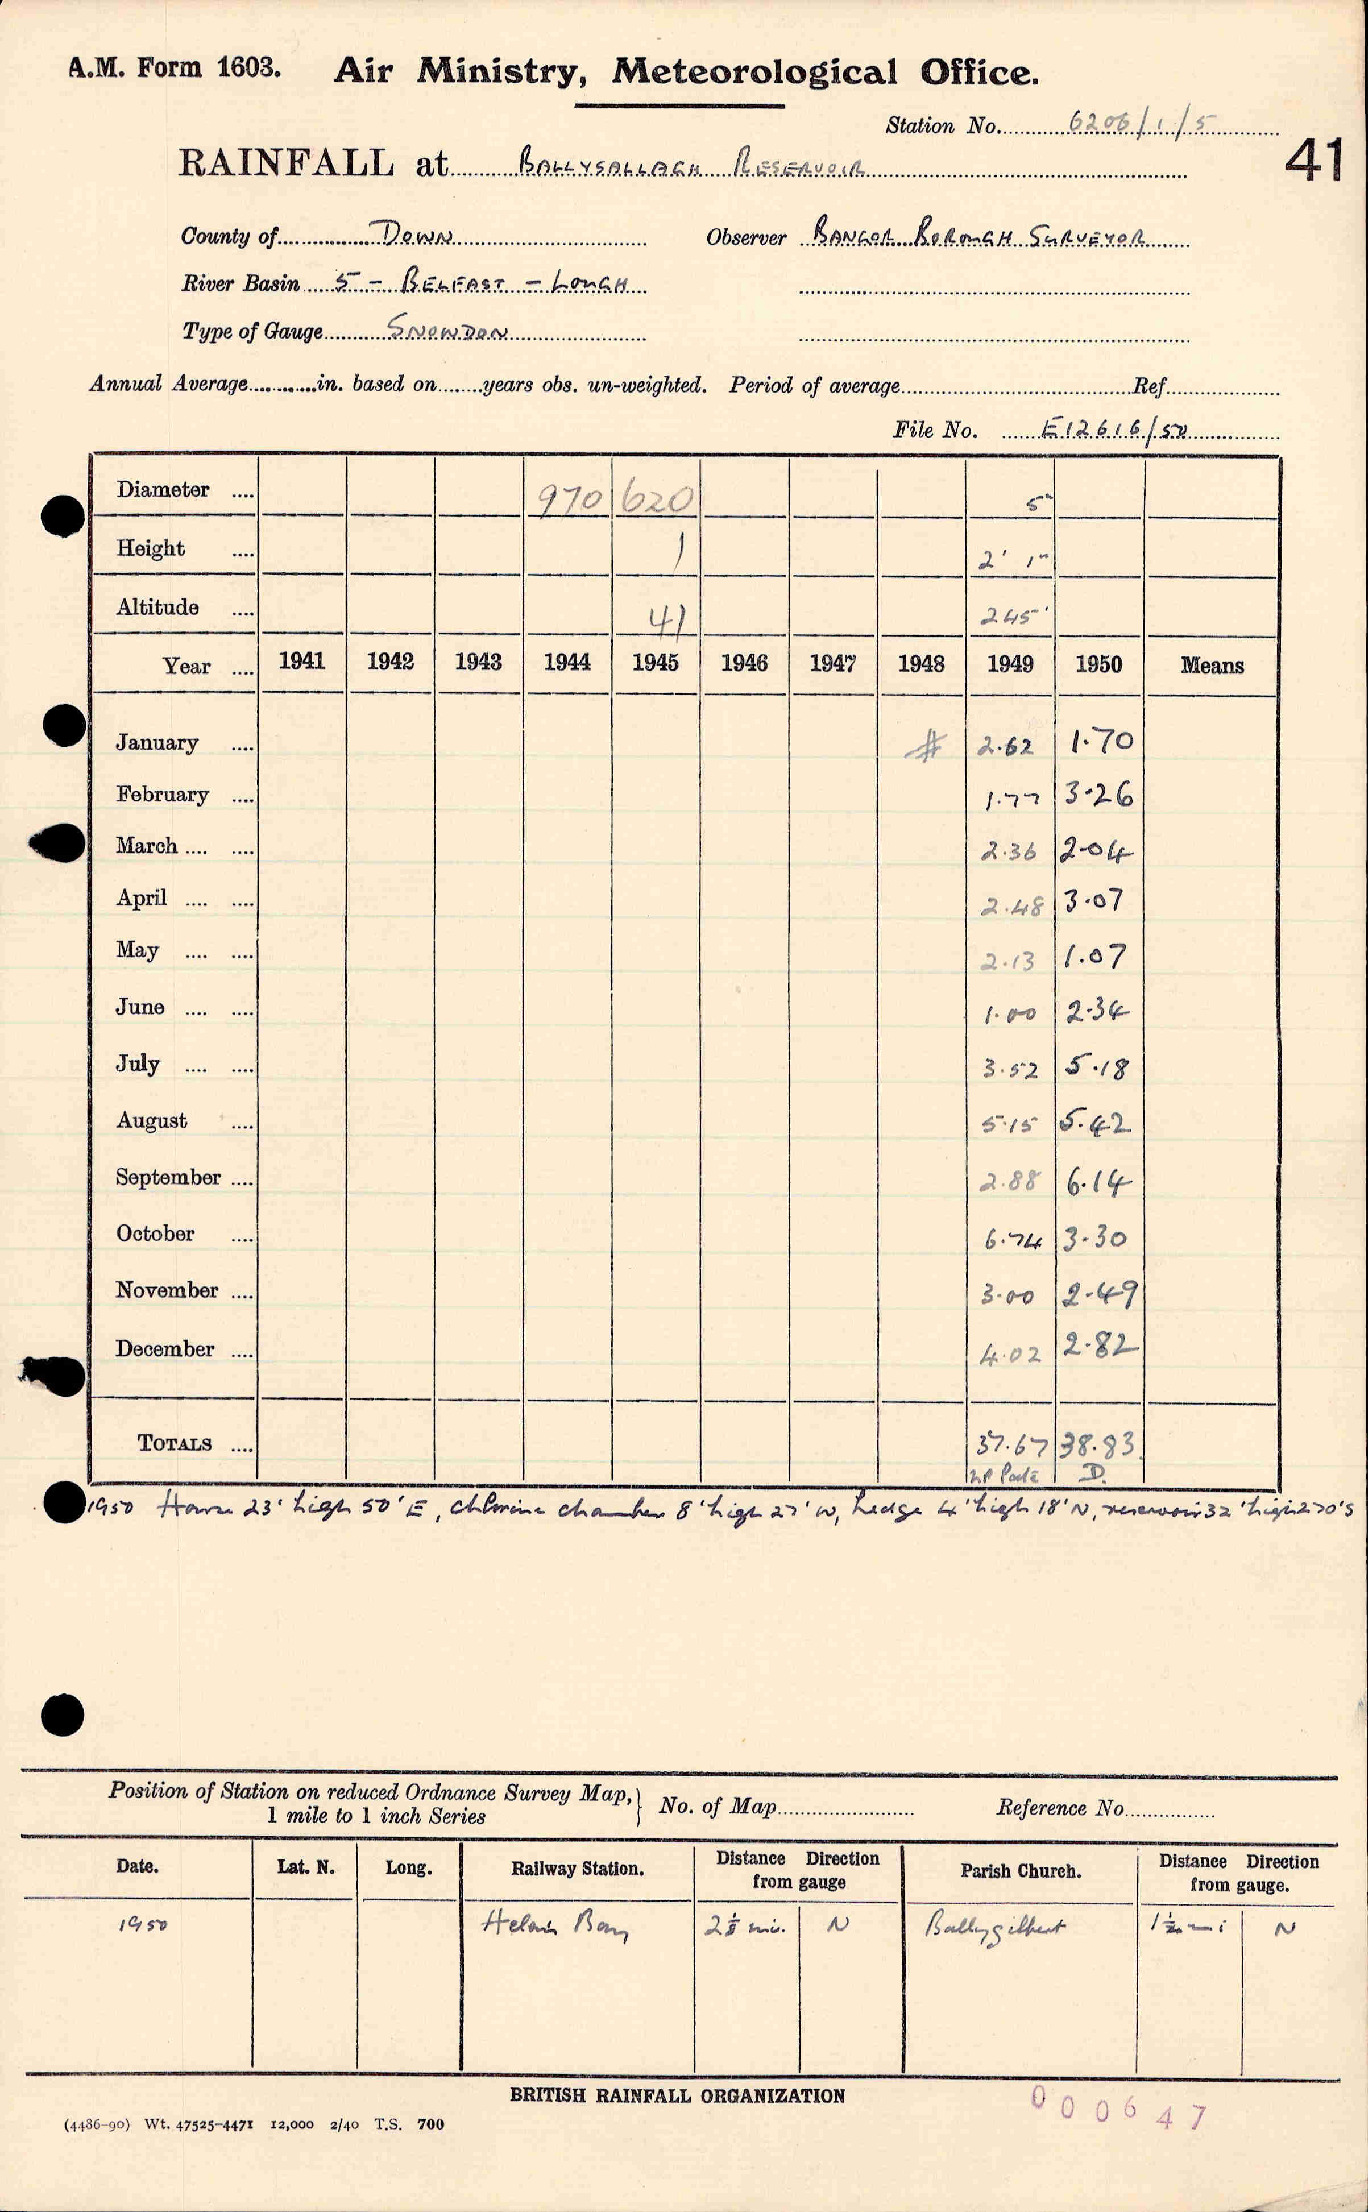 A.M. Form 1603. Air Ministry, Meteorological Office.
Station No. 6206/1/5
41
RAINFALL at BALLYSALLAGH RESERVOIR
County of DOWN Observer BANGOR BOROUGH SURVEYOR
River Basin 5 - BELFAST - LOUGH
Type of Gauge SNOWDON
Annual Average in. based on years obs. un-weighted. Period of average Ref.
File No. E12616/50
Diameter .... 970 620 5"
Height .... 1 2' 1"
Altitude .... 41 245'
Year .... 1941 1942 1943 1944 1945 1946 1947 1948 1949 1950 Means
January .... # 2.62 1.70
February .... 1.77 3.26
March .... .... 2.36 2.04
April .... .... 2.48 3.07
May .... .... 2.13 1.07
June .... .... 1.00 2.34
July .... .... 3.52 5.18
August .... 5.15 5.42
September .... 2.88 6.14
October .... 6.74 3.30
November .... 3.00 2.49
December .... 4.02 2.82
TOTALS .... 37.67 38.83
D.
1950 House 23' high 50' E, chlorine chamber 8' high 27' W, hedge 4' high 18' N, reservoir 32' high 270' S
Position of Station on reduced Ordnance Survey Map, } No. of Map Reference No.
1 mile to 1 inch Series
Date. Lat. N. Long. Railway Station. Distance Direction from gauge Parish Church. Distance Direction from gauge.
1950 Helens Bay 2⅛ mi. N Ballygilbert 1½ mi N
BRITISH RAINFALL ORGANIZATION
000647
(4486-90) Wt. 47525-4471 12,000 2/40 T.S. 700